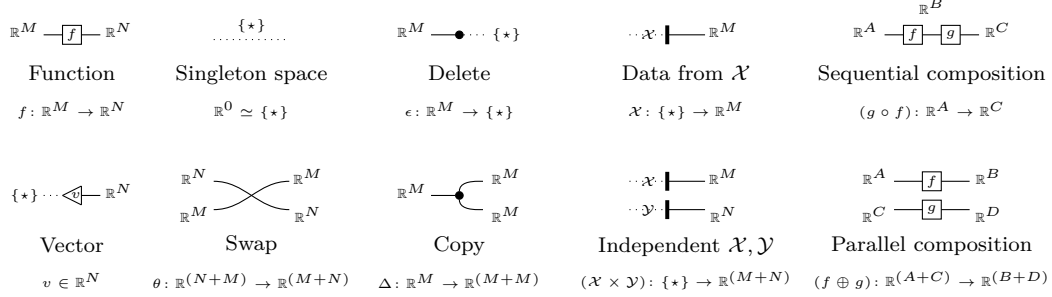 ℝ^M f ℝ^N
Function
f: ℝ^M → ℝ^N
{⋆}
Singleton space
ℝ^0 ≃ {⋆}
ℝ^M {⋆}
Delete
ϵ: ℝ^M → {⋆}
𝒳 ℝ^M
Data from 𝒳
𝒳: {⋆} → ℝ^M
ℝ^B
ℝ^A f g ℝ^C
Sequential composition
(g ∘ f): ℝ^A → ℝ^C
{⋆} v ℝ^N
Vector
v ∈ ℝ^N
ℝ^N ℝ^M
ℝ^M ℝ^N
Swap
θ: ℝ^(N+M) → ℝ^(M+N)
ℝ^M
ℝ^M
ℝ^M
Copy
Δ: ℝ^M → ℝ^(M+M)
𝒳 ℝ^M
𝒴 ℝ^N
Independent 𝒳, 𝒴
(𝒳 × 𝒴): {⋆} → ℝ^(M+N)
ℝ^A f ℝ^B
ℝ^C g ℝ^D
Parallel composition
(f ⊕ g): ℝ^(A+C) → ℝ^(B+D)